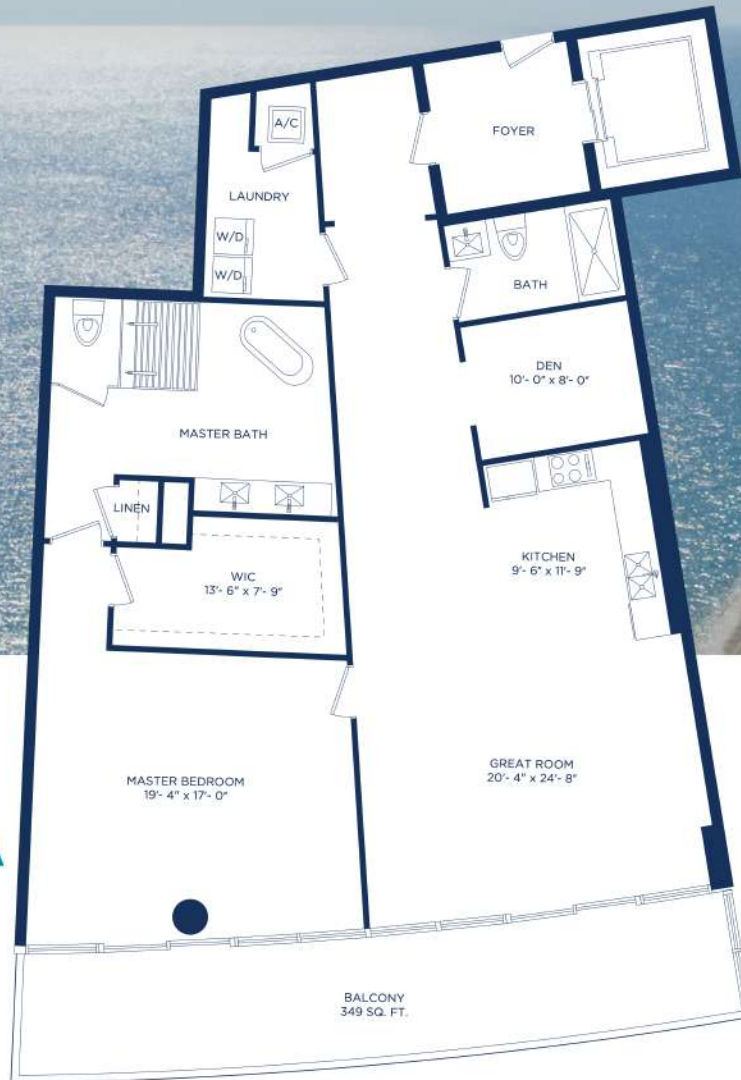 A/C
FOYER
LAUNDRY
W/D
W/D
BATH
DEN
10'- 0" x 8'- 0"
MASTER BATH
LINEN
KITCHEN
9'- 6" x 11'- 9"
WIC
13'- 6" x 7'- 9"
GREAT ROOM
20'- 4" x 24'- 8"
MASTER BEDROOM
19'- 4" x 17'- 0"
BALCONY
349 SQ. FT.